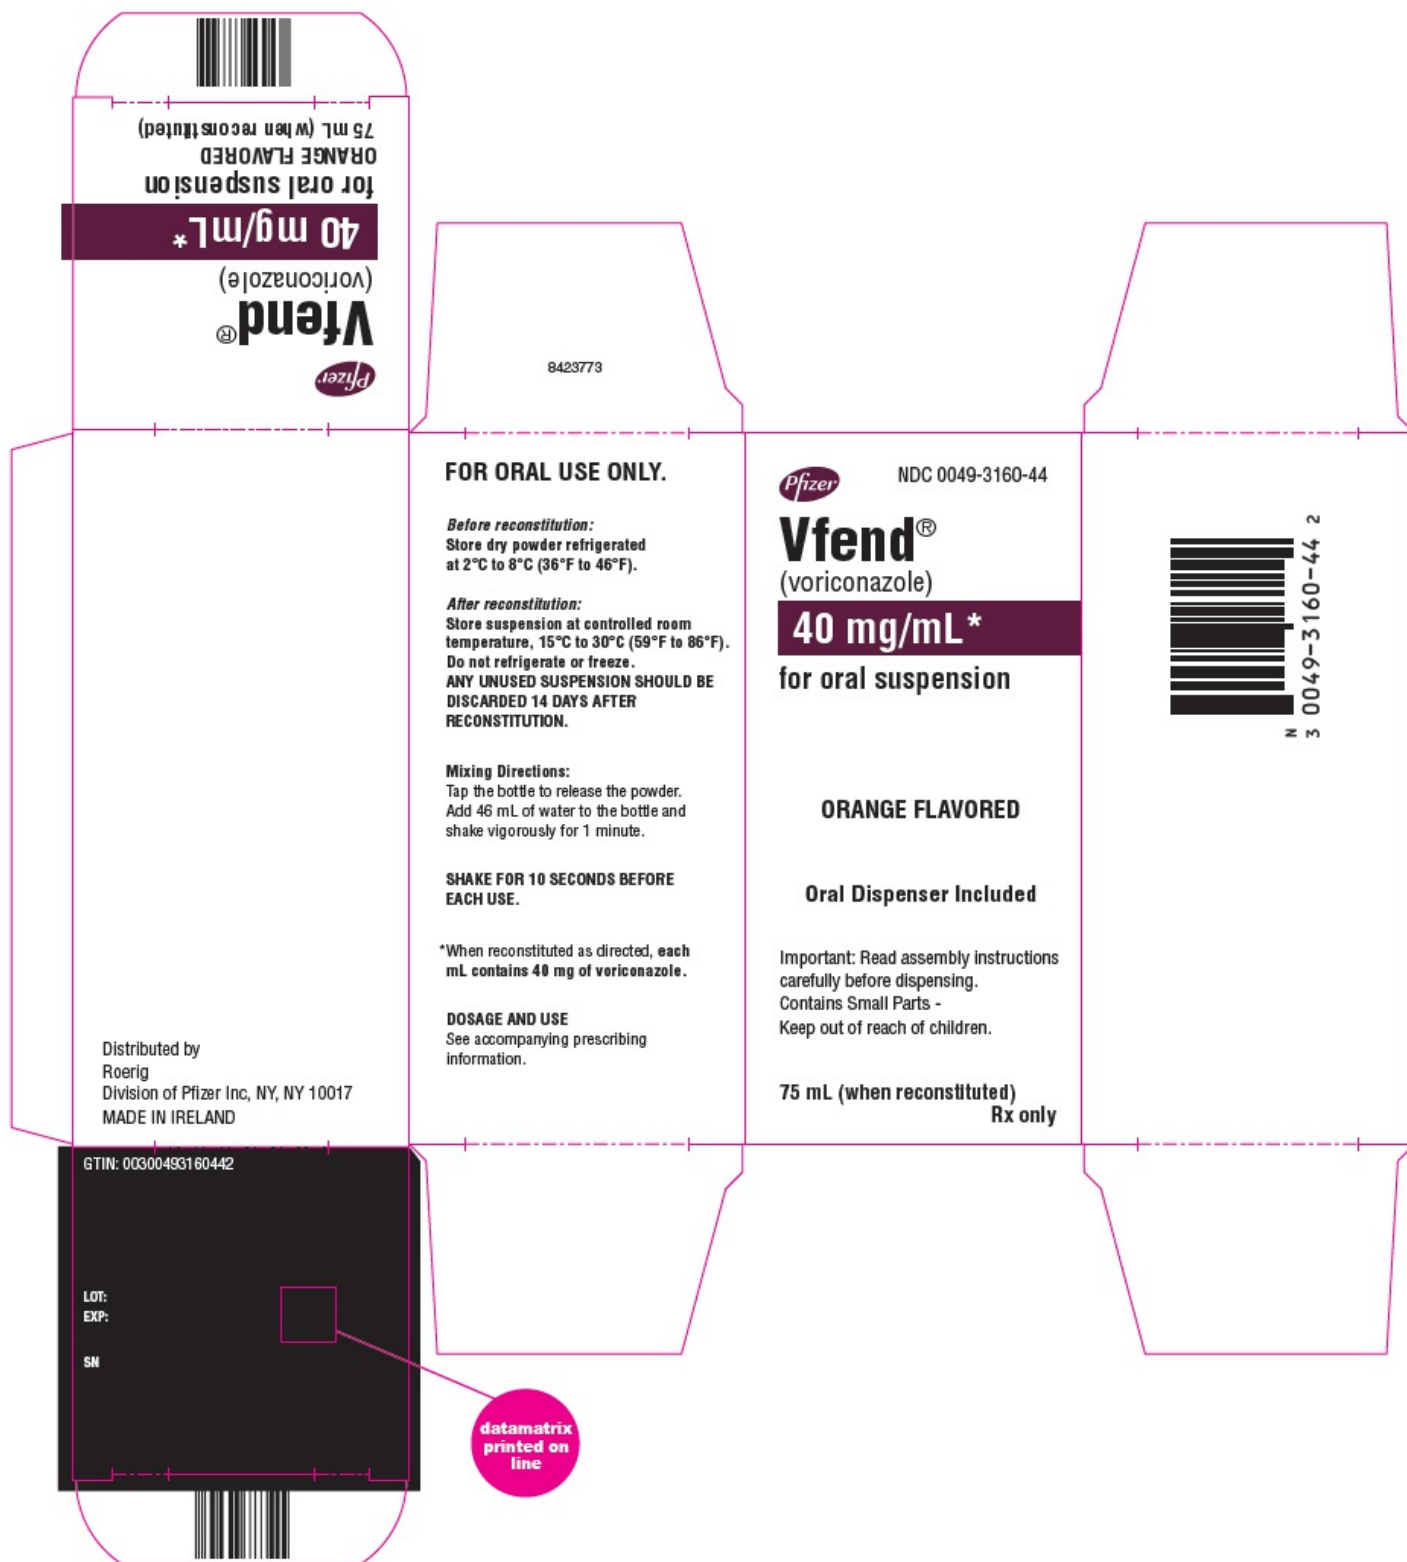 75 mL (when reconstituted)
ORANGE FLAVORED
for oral suspension
40 mg/mL*
(voriconazole)
Vfend®
Pfizer
8423773
FOR ORAL USE ONLY.
Before reconstitution:
Store dry powder refrigerated
at 2°C to 8°C (36°F to 46°F).
After reconstitution:
Store suspension at controlled room
temperature, 15°C to 30°C (59°F to 86°F).
Do not refrigerate or freeze.
ANY UNUSED SUSPENSION SHOULD BE
DISCARDED 14 DAYS AFTER
RECONSTITUTION.
Mixing Directions:
Tap the bottle to release the powder.
Add 46 mL of water to the bottle and
shake vigorously for 1 minute.
SHAKE FOR 10 SECONDS BEFORE
EACH USE.
*When reconstituted as directed, each
mL contains 40 mg of voriconazole.
DOSAGE AND USE
See accompanying prescribing
information.
Pfizer
NDC 0049-3160-44
Vfend®
(voriconazole)
40 mg/mL*
for oral suspension
ORANGE FLAVORED
Oral Dispenser Included
Important: Read assembly instructions
carefully before dispensing.
Contains Small Parts -
Keep out of reach of children.
75 mL (when reconstituted)
Rx only
N
3 0049-3160-44 2
Distributed by
Roerig
Division of Pfizer Inc, NY, NY 10017
MADE IN IRELAND
GTIN: 00300493160442
LOT:
EXP:
SN
datamatrix
printed on
line